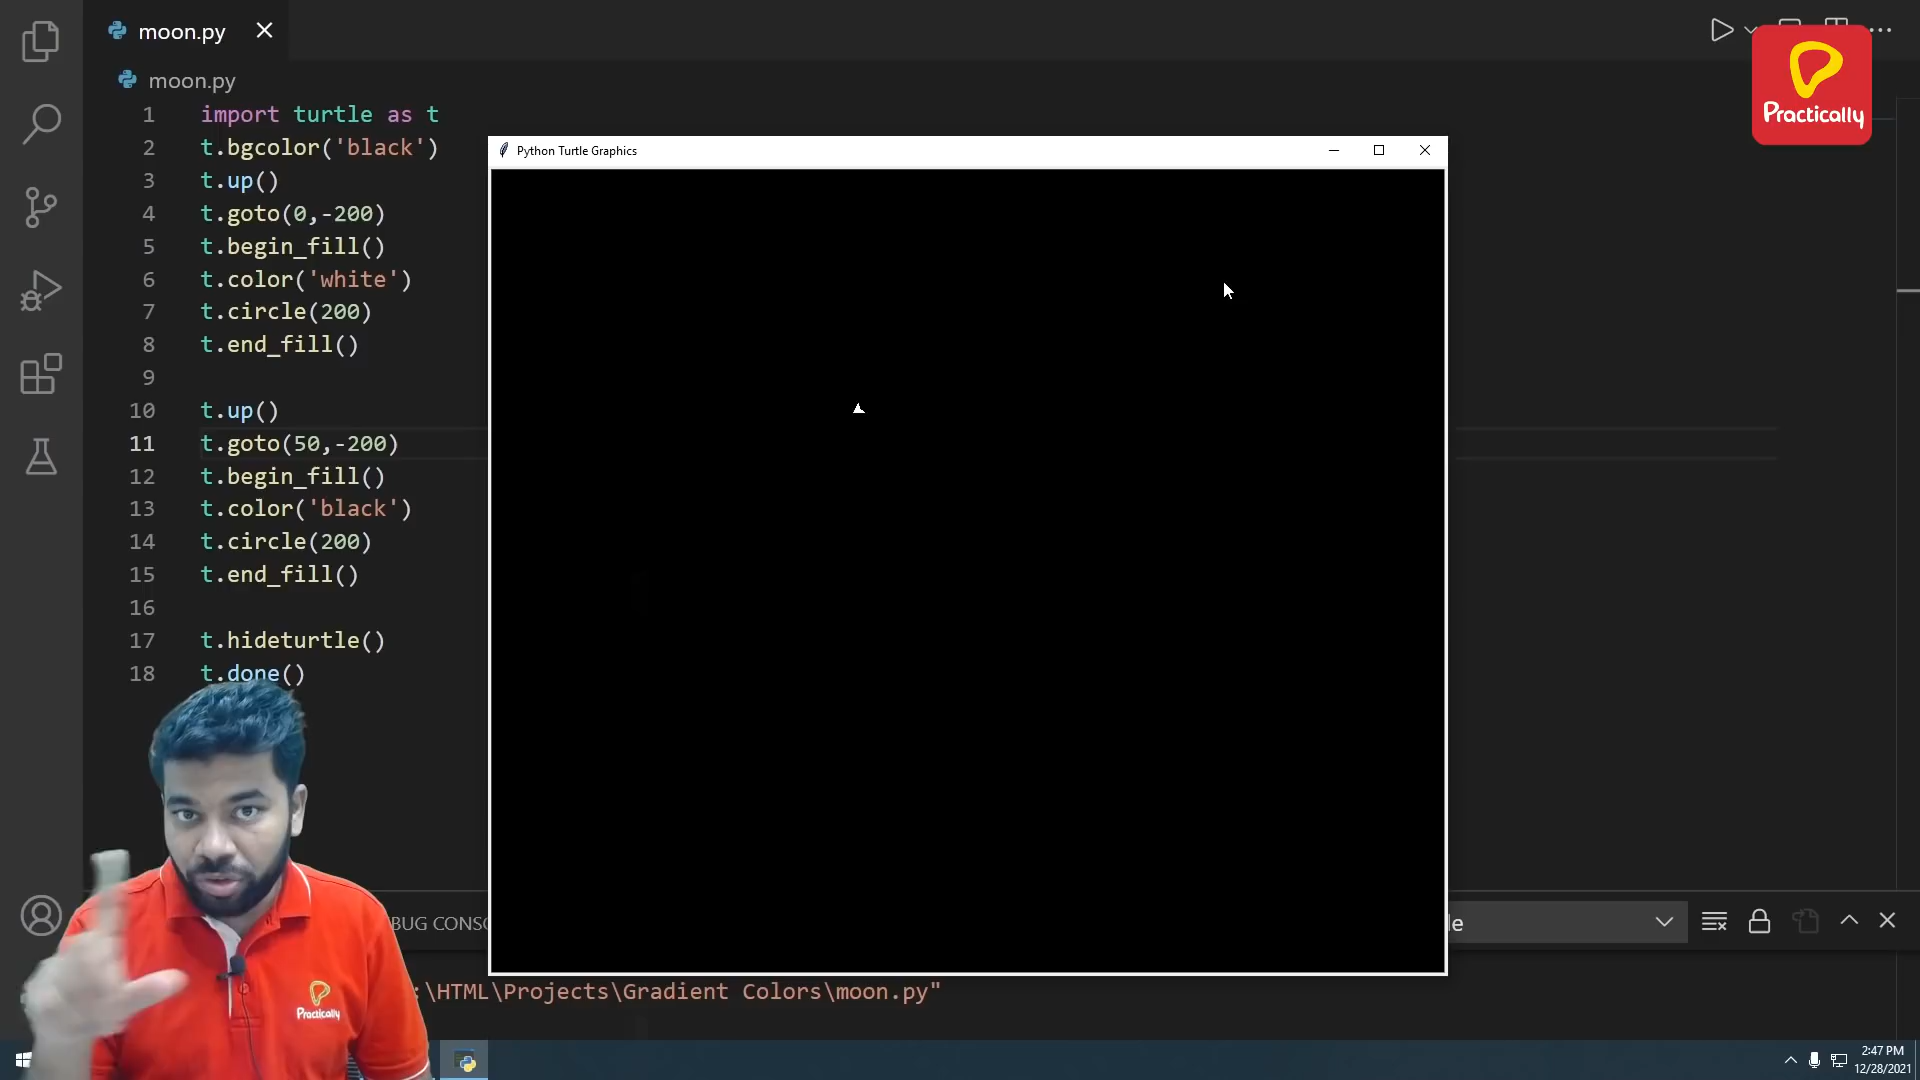 moon.py
Practically
moon.py
1 import turtle as t
2 t.bgcolor('black')
3 t.up()
4 t.goto(0,-200)
5 t.begin_fill()
6 t.color('white')
7 t.circle(200)
8 t.end_fill()
9
10 t.up()
11 t.goto(50,-200)
12 t.begin_fill()
13 t.color('black')
14 t.circle(200)
15 t.end_fill()
16
17 t.hideturtle()
18 t.done()
Python Turtle Graphics
BUG CONSO
le
:\HTML\Projects\Gradient Colors\moon.py"
Practically
2:47 PM
12/28/2021